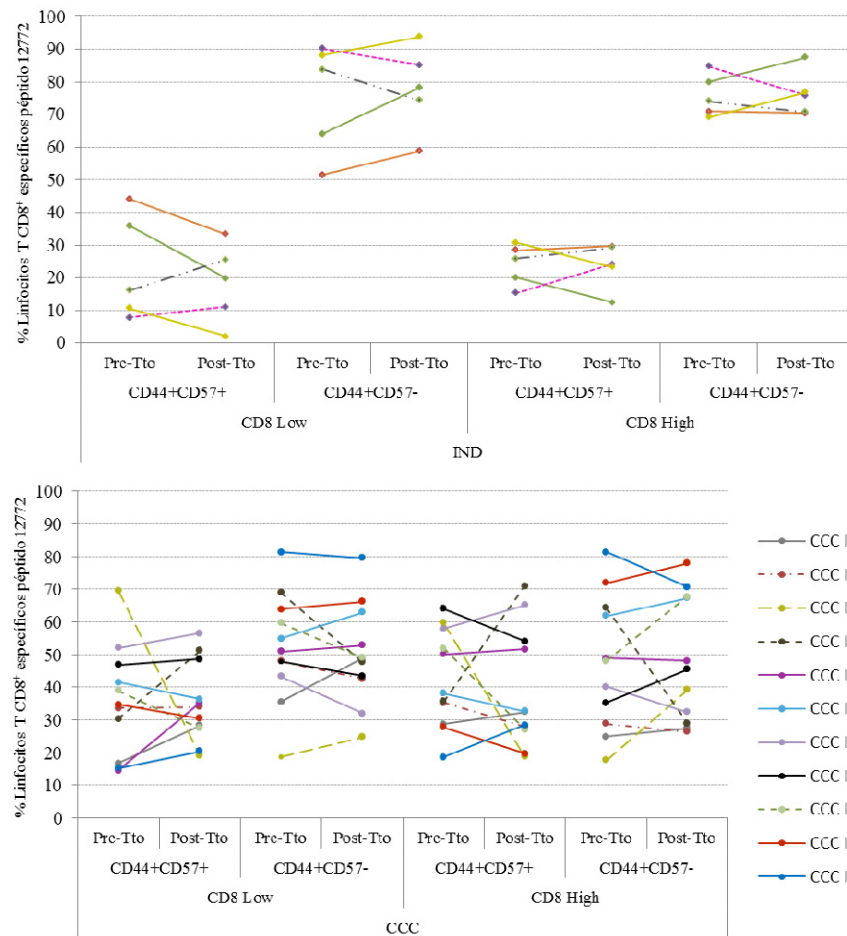 % Linfocitos T CD8+ específicos péptido 12772
100
90
80
70
60
50
40
30
20
10
0
Pre-Tto Post-Tto Pre-Tto Post-Tto Pre-Tto Post-Tto Pre-Tto Post-Tto
CD44+CD57+ CD44+CD57- CD44+CD57+ CD44+CD57-
CD8 Low CD8 High
IND
% Linfocitos T CD8+ específicos péptido 12772
100
90
80
70
60
50
40
30
20
10
0
Pre-Tto Post-Tto Pre-Tto Post-Tto Pre-Tto Post-Tto Pre-Tto Post-Tto
CD44+CD57+ CD44+CD57- CD44+CD57+ CD44+CD57-
CD8 Low CD8 High
CCC
CCC
CCC
CCC
CCC
CCC
CCC
CCC
CCC
CCC
CCC
CCC